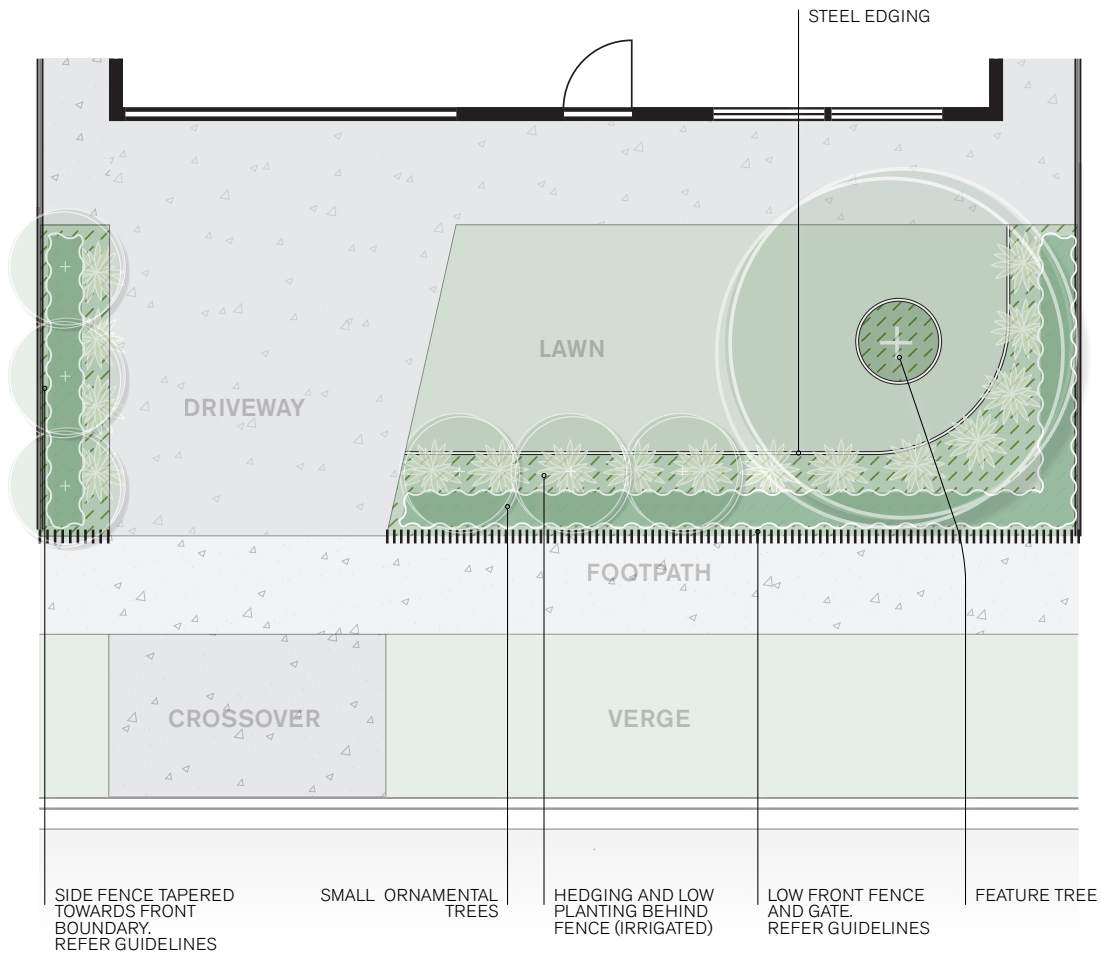 STEEL EDGING
LAWN
DRIVEWAY
FOOTPATH
CROSSOVER
VERGE
SIDE FENCE TAPERED
TOWARDS FRONT
BOUNDARY.
REFER GUIDELINES
SMALL ORNAMENTAL
TREES
HEDGING AND LOW
PLANTING BEHIND
FENCE (IRRIGATED)
LOW FRONT FENCE
AND GATE.
REFER GUIDELINES
FEATURE TREE